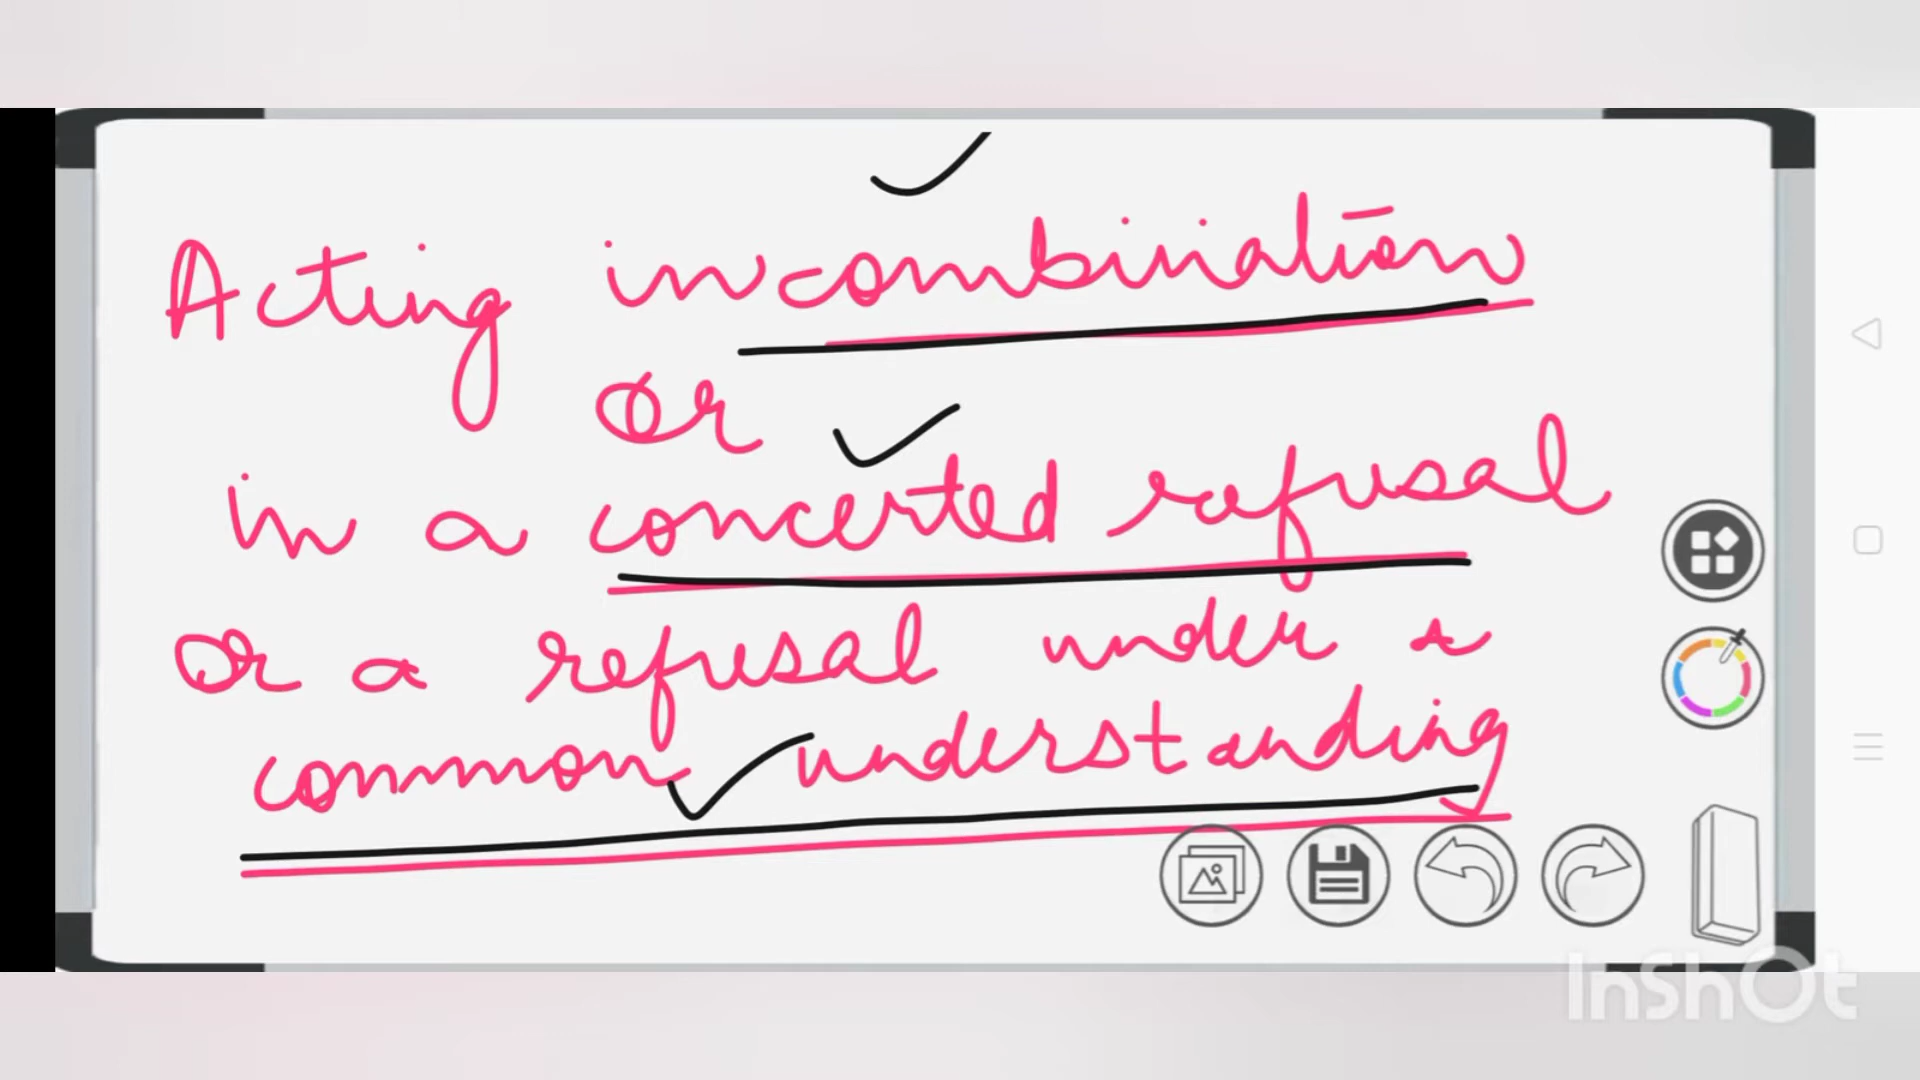 Acting in combination
or
in a concerted refusal
or a refusal under a
common understanding
InShOt